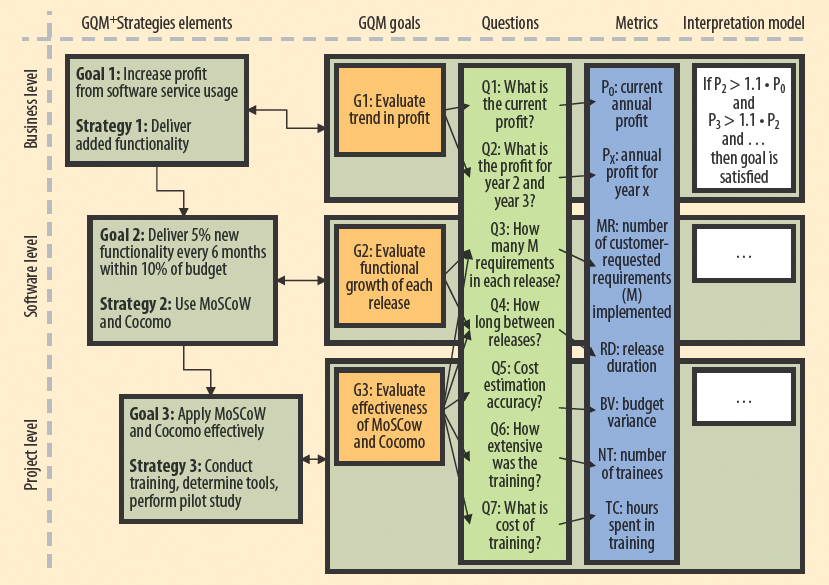 GQM+Strategies elements
GQM goals
Questions
Metrics
Interpretation model
Business level
Goal 1: Increase profit
from software service usage
Strategy 1: Deliver
added functionality
G1: Evaluate
trend in profit
Q1: What is
the current
profit?
Q2: What is
the profit for
year 2 and
year 3?
P0: current
annual
profit
PX: annual
profit for
year x
If P2 > 1.1 • P0
and
P3 > 1.1 • P2
and ...
then goal is
satisfied
Software level
Goal 2: Deliver 5% new
functionality every 6 months
within 10% of budget
Strategy 2: Use MoSCoW
and Cocomo
G2: Evaluate
functional
growth of each
release
Q3: How
many M
requirements
in each release?
Q4: How
long between
releases?
MR: number
of customer-
requested
requirements
(M)
implemented
RD: release
duration
...
Project level
Goal 3: Apply MoSCoW
and Cocomo effectively
Strategy 3: Conduct
training, determine tools,
perform pilot study
G3: Evaluate
effectiveness
of MoSCow
and Cocomo
Q5: Cost
estimation
accuracy?
Q6: How
extensive
was the
training?
Q7: What is
cost of
training?
BV: budget
variance
NT: number
of trainees
TC: hours
spent in
training
...